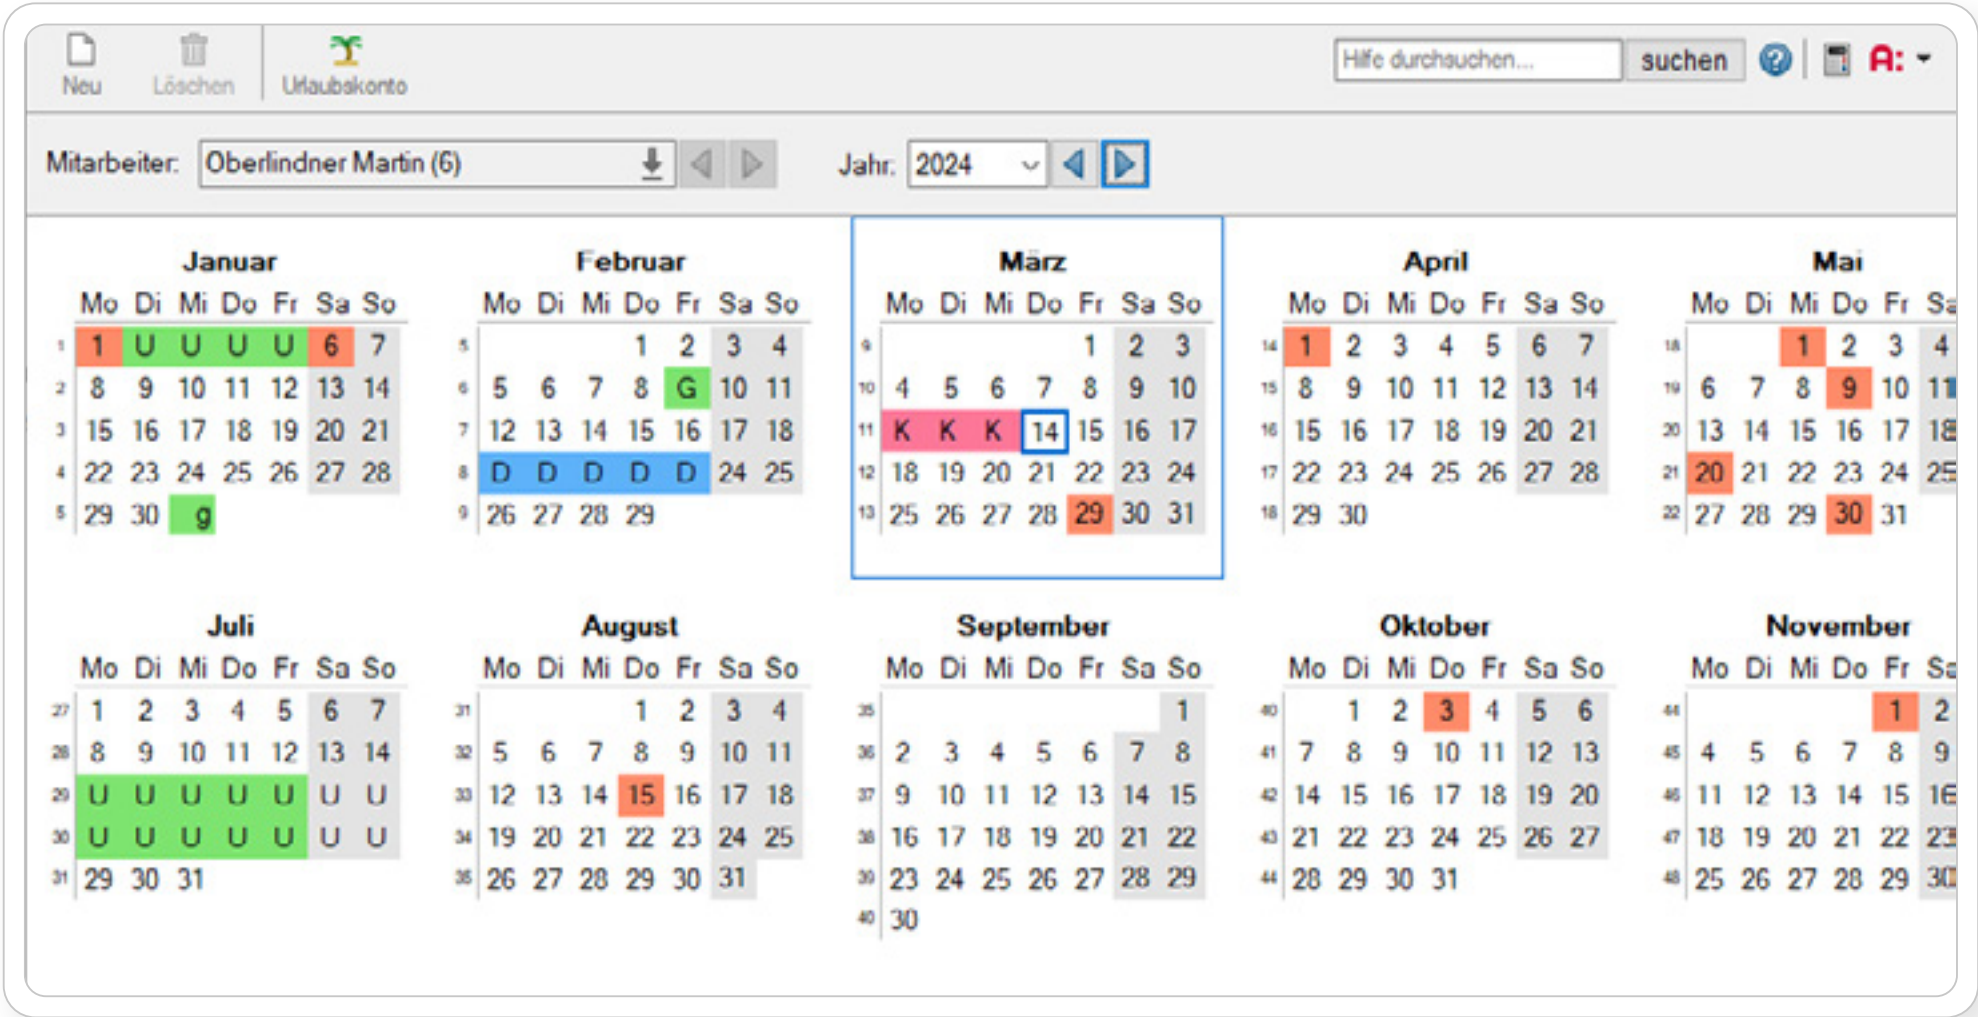 Neu Löschen Urlaubskonto Hilfe durchsuchen... suchen ? A:
Mitarbeiter: Oberlindner Martin (6) Jahr: 2024
Januar Februar März April Mai
Mo Di Mi Do Fr Sa So Mo Di Mi Do Fr Sa So Mo Di Mi Do Fr Sa So Mo Di Mi Do Fr Sa So Mo Di Mi Do Fr
1 1 U U U U 6 7 5 1 2 3 4 9 1 2 3 14 1 2 3 4 5 6 7 18 1 2 3 4
2 8 9 10 11 12 13 14 6 5 6 7 8 G 10 11 10 4 5 6 7 8 9 10 15 8 9 10 11 12 13 14 19 6 7 8 9 10 11
3 15 16 17 18 19 20 21 7 12 13 14 15 16 17 18 11 K K K 14 15 16 17 16 15 16 17 18 19 20 21 20 13 14 15 16 17 18
4 22 23 24 25 26 27 28 8 D D D D D 24 25 12 18 19 20 21 22 23 24 17 22 23 24 25 26 27 28 21 20 21 22 23 24 25
5 29 30 g 9 26 27 28 29 13 25 26 27 28 29 30 31 18 29 30 22 27 28 29 30 31
Juli August September Oktober November
Mo Di Mi Do Fr Sa So Mo Di Mi Do Fr Sa So Mo Di Mi Do Fr Sa So Mo Di Mi Do Fr Sa So Mo Di Mi Do Fr
27 1 2 3 4 5 6 7 31 1 2 3 4 35 1 40 1 2 3 4 5 6 44 1 2
28 8 9 10 11 12 13 14 32 5 6 7 8 9 10 11 36 2 3 4 5 6 7 8 41 7 8 9 10 11 12 13 45 4 5 6 7 8 9
29 U U U U U U U 33 12 13 14 15 16 17 18 37 9 10 11 12 13 14 15 42 14 15 16 17 18 19 20 46 11 12 13 14 15 16
30 U U U U U U U 34 19 20 21 22 23 24 25 38 16 17 18 19 20 21 22 43 21 22 23 24 25 26 27 47 18 19 20 21 22 23
31 29 30 31 35 26 27 28 29 30 31 39 23 24 25 26 27 28 29 44 28 29 30 31 48 25 26 27 28 29 30
40 30